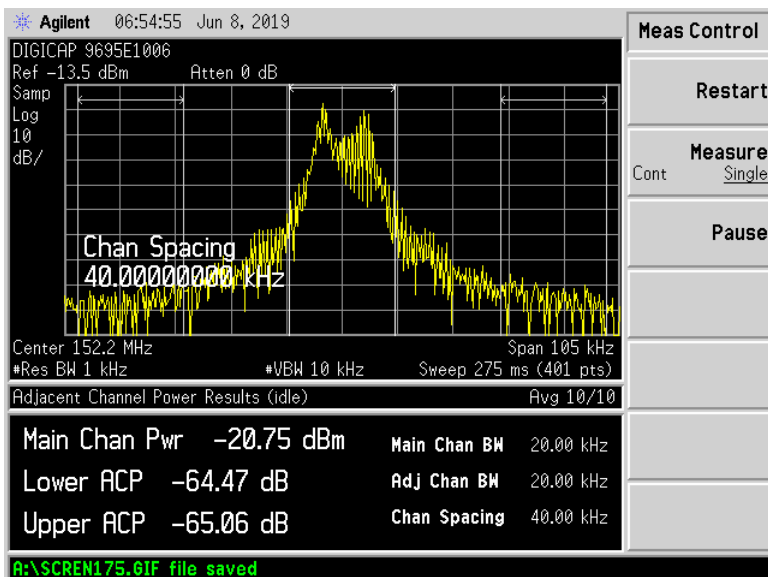 Agilent 06:54:55 Jun 8, 2019
DIGICAP 9695E1006
Ref -13.5 dBm Atten 0 dB
Samp
Log
10
dB/
Chan Spacing
40.00000000 kHz
Center 152.2 MHz Span 105 kHz
#Res BW 1 kHz #VBW 10 kHz Sweep 275 ms (401 pts)
Adjacent Channel Power Results (idle) Avg 10/10
Main Chan Pwr -20.75 dBm Main Chan BW 20.00 kHz
Lower ACP -64.47 dB Adj Chan BW 20.00 kHz
Upper ACP -65.06 dB Chan Spacing 40.00 kHz
A:\SCREN175.GIF file saved
Meas Control
Restart
Measure
Cont Single
Pause